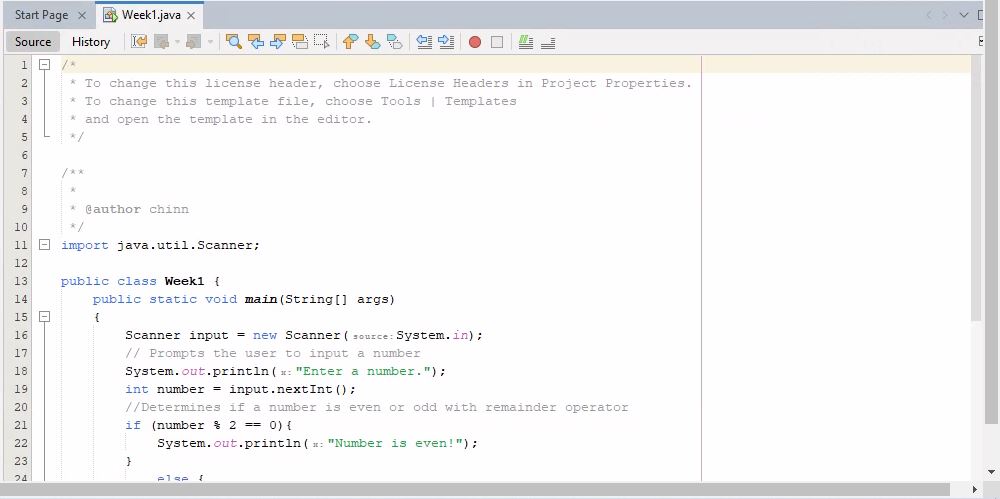 Start Page Week1.java
Source History
1 /*
2 * To change this license header, choose License Headers in Project Properties.
3 * To change this template file, choose Tools | Templates
4 * and open the template in the editor.
5 */
6
7 /**
8 *
9 * @author chinn
10 */
11 import java.util.Scanner;
12
13 public class Week1 {
14 public static void main(String[] args)
15 {
16 Scanner input = new Scanner( source: System.in);
17 // Prompts the user to input a number
18 System.out.println( x: "Enter a number.");
19 int number = input.nextInt();
20 //Determines if a number is even or odd with remainder operator
21 if (number % 2 == 0){
22 System.out.println( x: "Number is even!");
23 }
24 else {